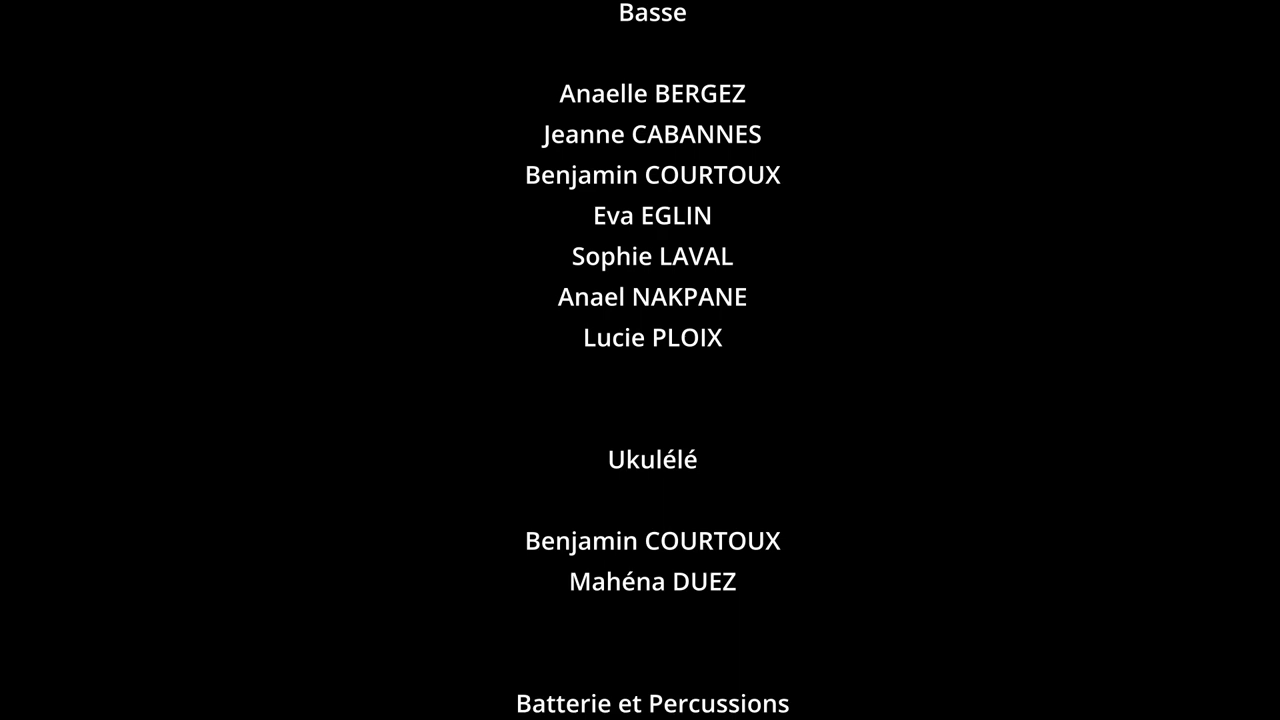 Basse
Anaelle BERGEZ
Jeanne CABANNES
Benjamin COURTOUX
Eva EGLIN
Sophie LAVAL
Anael NAKPANE
Lucie PLOIX
Ukulélé
Benjamin COURTOUX
Mahéna DUEZ
Batterie et Percussions